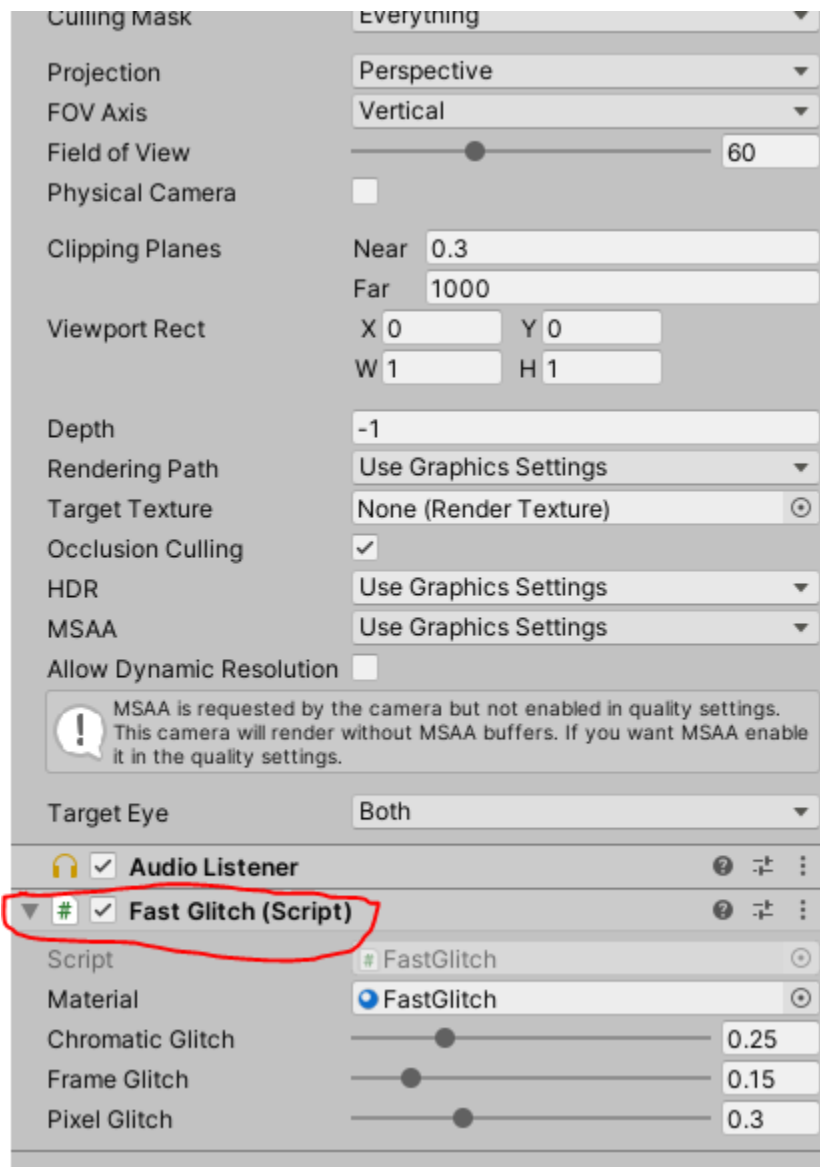 Culling Mask Everything
Projection Perspective
FOV Axis Vertical
Field of View 60
Physical Camera
Clipping Planes Near 0.3
Far 1000
Viewport Rect X 0 Y 0
W 1 H 1
Depth -1
Rendering Path Use Graphics Settings
Target Texture None (Render Texture)
Occlusion Culling
HDR Use Graphics Settings
MSAA Use Graphics Settings
Allow Dynamic Resolution
MSAA is requested by the camera but not enabled in quality settings.
This camera will render without MSAA buffers. If you want MSAA enable
it in the quality settings.
Target Eye Both
Audio Listener
# Fast Glitch (Script)
Script # FastGlitch
Material FastGlitch
Chromatic Glitch 0.25
Frame Glitch 0.15
Pixel Glitch 0.3